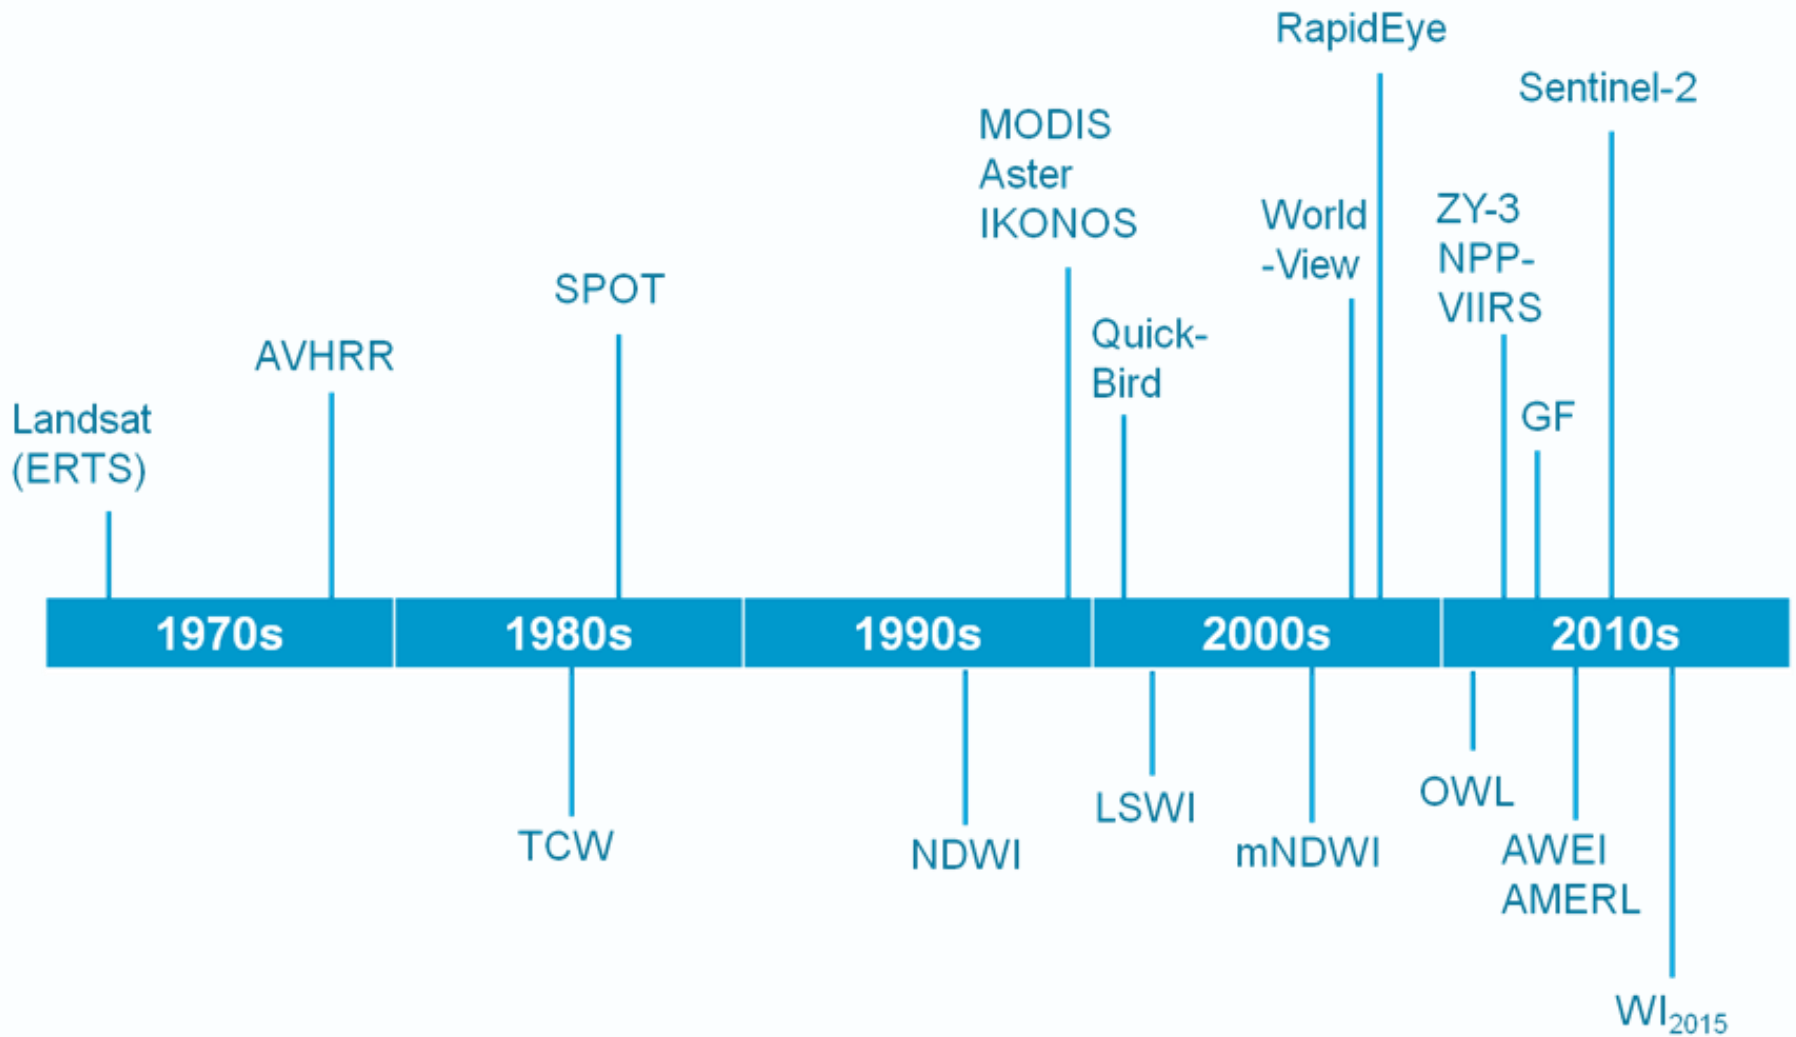 RapidEye
Sentinel-2
MODIS
Aster
IKONOS
World
-View
ZY-3
NPP-
VIIRS
SPOT
Quick-
Bird
AVHRR
Landsat
(ERTS)
GF
1970s
1980s
1990s
2000s
2010s
TCW
NDWI
LSWI
mNDWI
OWL
AWEI
AMERL
WI2015